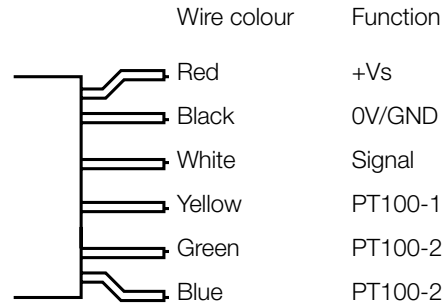 Wire colour Function
Red +Vs
Black 0V/GND
White Signal
Yellow PT100-1
Green PT100-2
Blue PT100-2